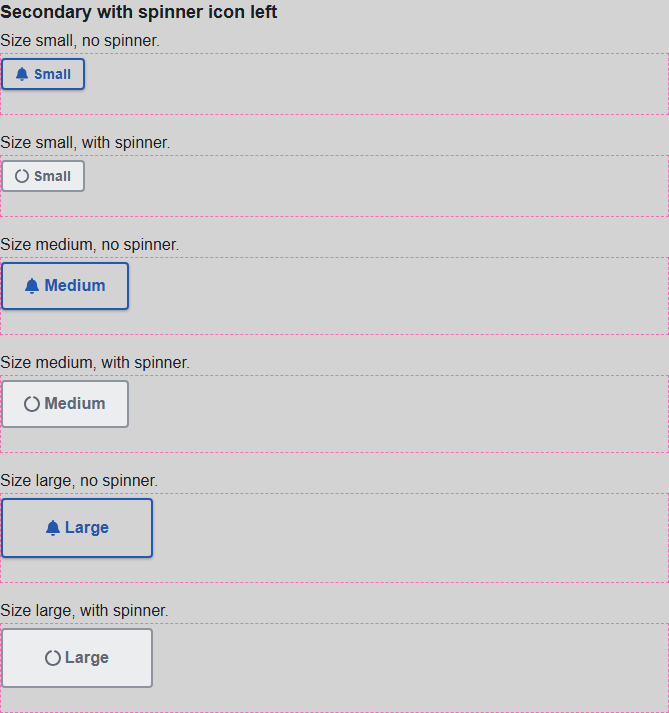 Secondary with spinner icon left
Size small, no spinner.
Small
Size small, with spinner.
Small
Size medium, no spinner.
Medium
Size medium, with spinner.
Medium
Size large, no spinner.
Large
Size large, with spinner.
Large